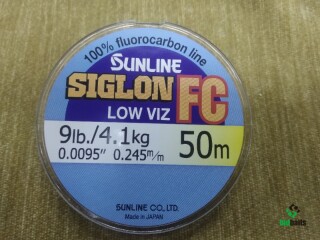 100% fluorocarbon line
SUNLINE
SIGLON FC
LOW VIZ
9lb./4.1kg
0.0095" 0.245m/m
50m
SUNLINE CO., LTD.
Made in JAPAN